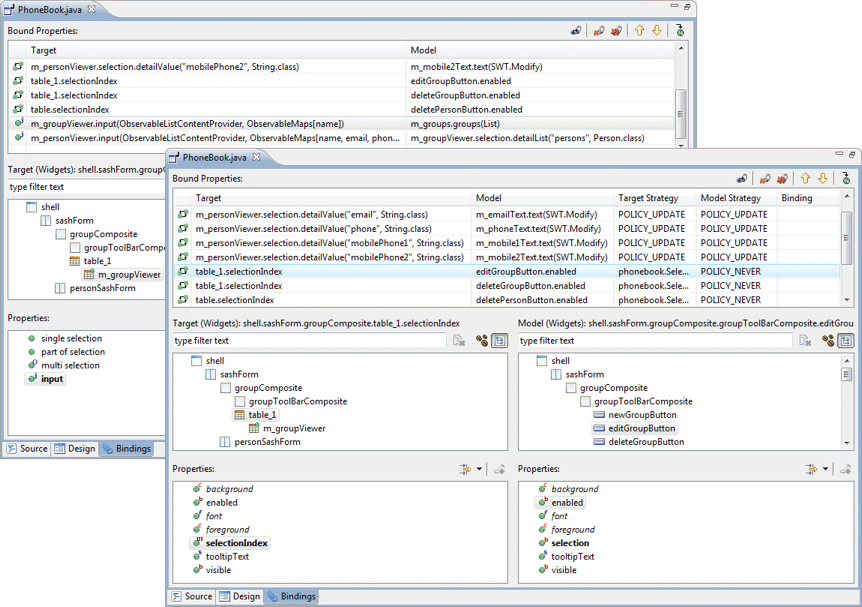 PhoneBook.java
Bound Properties:
Target Model
m_personViewer.selection.detailValue("mobilePhone2", String.class) m_mobile2Text.text(SWT.Modify)
table_1.selectionIndex editGroupButton.enabled
table_1.selectionIndex deleteGroupButton.enabled
table.selectionIndex deletePersonButton.enabled
m_groupViewer.input(ObservableListContentProvider, ObservableMaps[name]) m_groups.groups(List)
m_personViewer.input(ObservableListContentProvider, ObservableMaps[name, email, phon... m_groupViewer.selection.detailList("persons", Person.class)
Target (Widgets): shell.sashForm.group
type filter text
shell
sashForm
groupComposite
groupToolBarCompo
table_1
m_groupViewer
personSashForm
Properties:
single selection
part of selection
multi selection
input
Source Design Bindings
PhoneBook.java
Bound Properties:
Target Model Target Strategy Model Strategy Binding
m_personViewer.selection.detailValue("email", String.class) m_emailText.text(SWT.Modify) POLICY_UPDATE POLICY_UPDATE
m_personViewer.selection.detailValue("phone", String.class) m_phoneText.text(SWT.Modify) POLICY_UPDATE POLICY_UPDATE
m_personViewer.selection.detailValue("mobilePhone1", String.class) m_mobile1Text.text(SWT.Modify) POLICY_UPDATE POLICY_UPDATE
m_personViewer.selection.detailValue("mobilePhone2", String.class) m_mobile2Text.text(SWT.Modify) POLICY_UPDATE POLICY_UPDATE
table_1.selectionIndex editGroupButton.enabled phonebook.Sele... POLICY_NEVER
table_1.selectionIndex deleteGroupButton.enabled phonebook.Sele... POLICY_NEVER
table.selectionIndex deletePersonButton.enabled phonebook.Sele... POLICY_NEVER
Target (Widgets): shell.sashForm.groupComposite.table_1.selectionIndex
type filter text
shell
sashForm
groupComposite
groupToolBarComposite
table_1
m_groupViewer
personSashForm
Model (Widgets): shell.sashForm.groupComposite.groupToolBarComposite.editGrou
type filter text
shell
sashForm
groupComposite
groupToolBarComposite
newGroupButton
editGroupButton
deleteGroupButton
Properties:
background
enabled
font
foreground
selectionIndex
tooltipText
visible
Properties:
background
enabled
font
foreground
selection
tooltipText
visible
Source Design Bindings